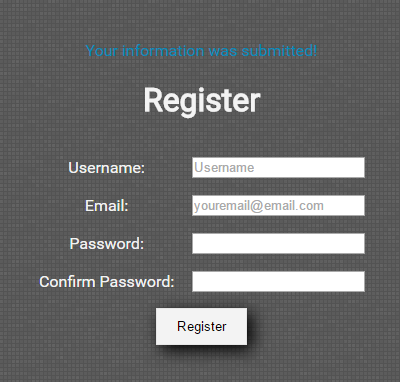 Your information was submitted!
Register
Username: Username
Email: youremail@email.com
Password:
Confirm Password:
Register